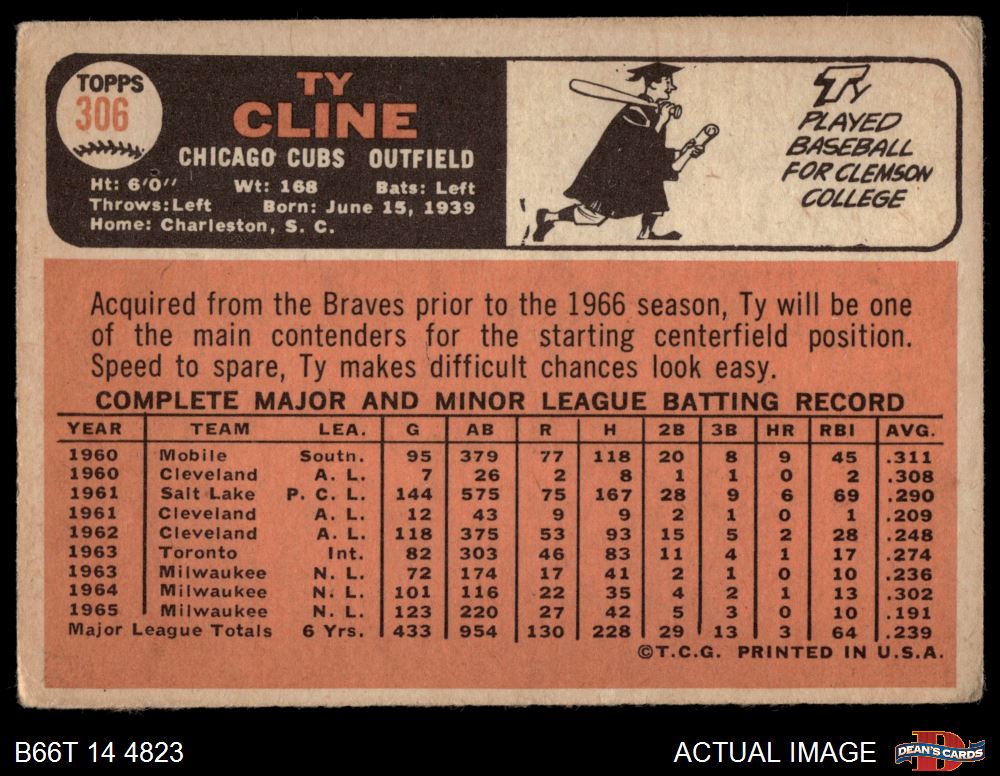 TOPPS
306
TY
CLINE
CHICAGO CUBS OUTFIELD
Ht: 6'0" Wt: 168 Bats: Left
Throws:Left Born: June 15, 1939
Home: Charleston, S. C.
TY
PLAYED
BASEBALL
FOR CLEMSON
COLLEGE
Acquired from the Braves prior to the 1966 season, Ty will be one
of the main contenders for the starting centerfield position.
Speed to spare, Ty makes difficult chances look easy.
COMPLETE MAJOR AND MINOR LEAGUE BATTING RECORD
YEAR TEAM LEA. G AB R H 2B 3B HR RBI AVG.
1960 Mobile Soutn. 95 379 77 118 20 8 9 45 .311
1960 Cleveland A. L. 7 26 2 8 1 1 0 2 .308
1961 Salt Lake P. C. L. 144 575 75 167 28 9 6 69 .290
1961 Cleveland A. L. 12 43 9 9 2 1 0 1 .209
1962 Cleveland A. L. 118 375 53 93 15 5 2 28 .248
1963 Toronto Int. 82 303 46 83 11 4 1 17 .274
1963 Milwaukee N. L. 72 174 17 41 2 1 0 10 .236
1964 Milwaukee N. L. 101 116 22 35 4 2 1 13 .302
1965 Milwaukee N. L. 123 220 27 42 5 3 0 10 .191
Major League Totals 6 Yrs. 433 954 130 228 29 13 3 64 .239
©T.C.G. PRINTED IN U.S.A.
B66T 14 4823
ACTUAL IMAGE
DEAN'S CARDS